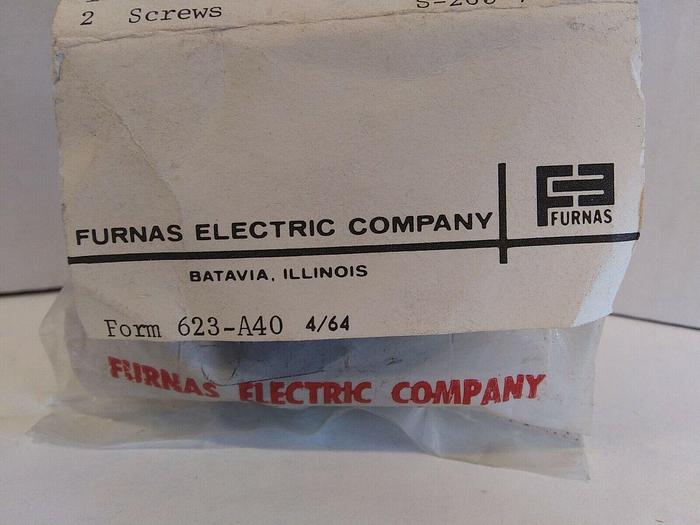 2 Screws
FURNAS ELECTRIC COMPANY
FURNAS
BATAVIA, ILLINOIS
Form 623-A40 4/64
FURNAS ELECTRIC COMPANY